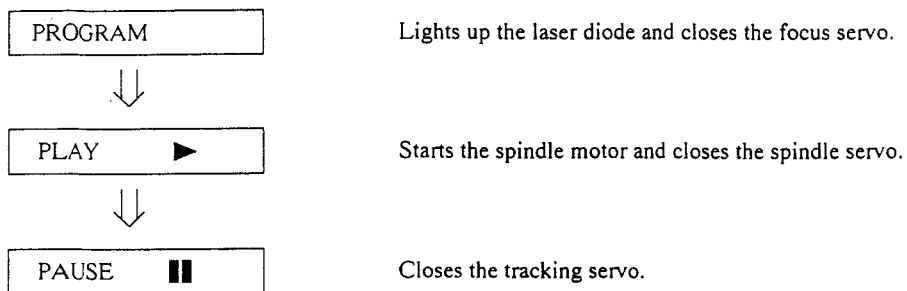 PROGRAM Lights up the laser diode and closes the focus servo.
PLAY ▶ Starts the spindle motor and closes the spindle servo.
PAUSE ▮▮ Closes the tracking servo.